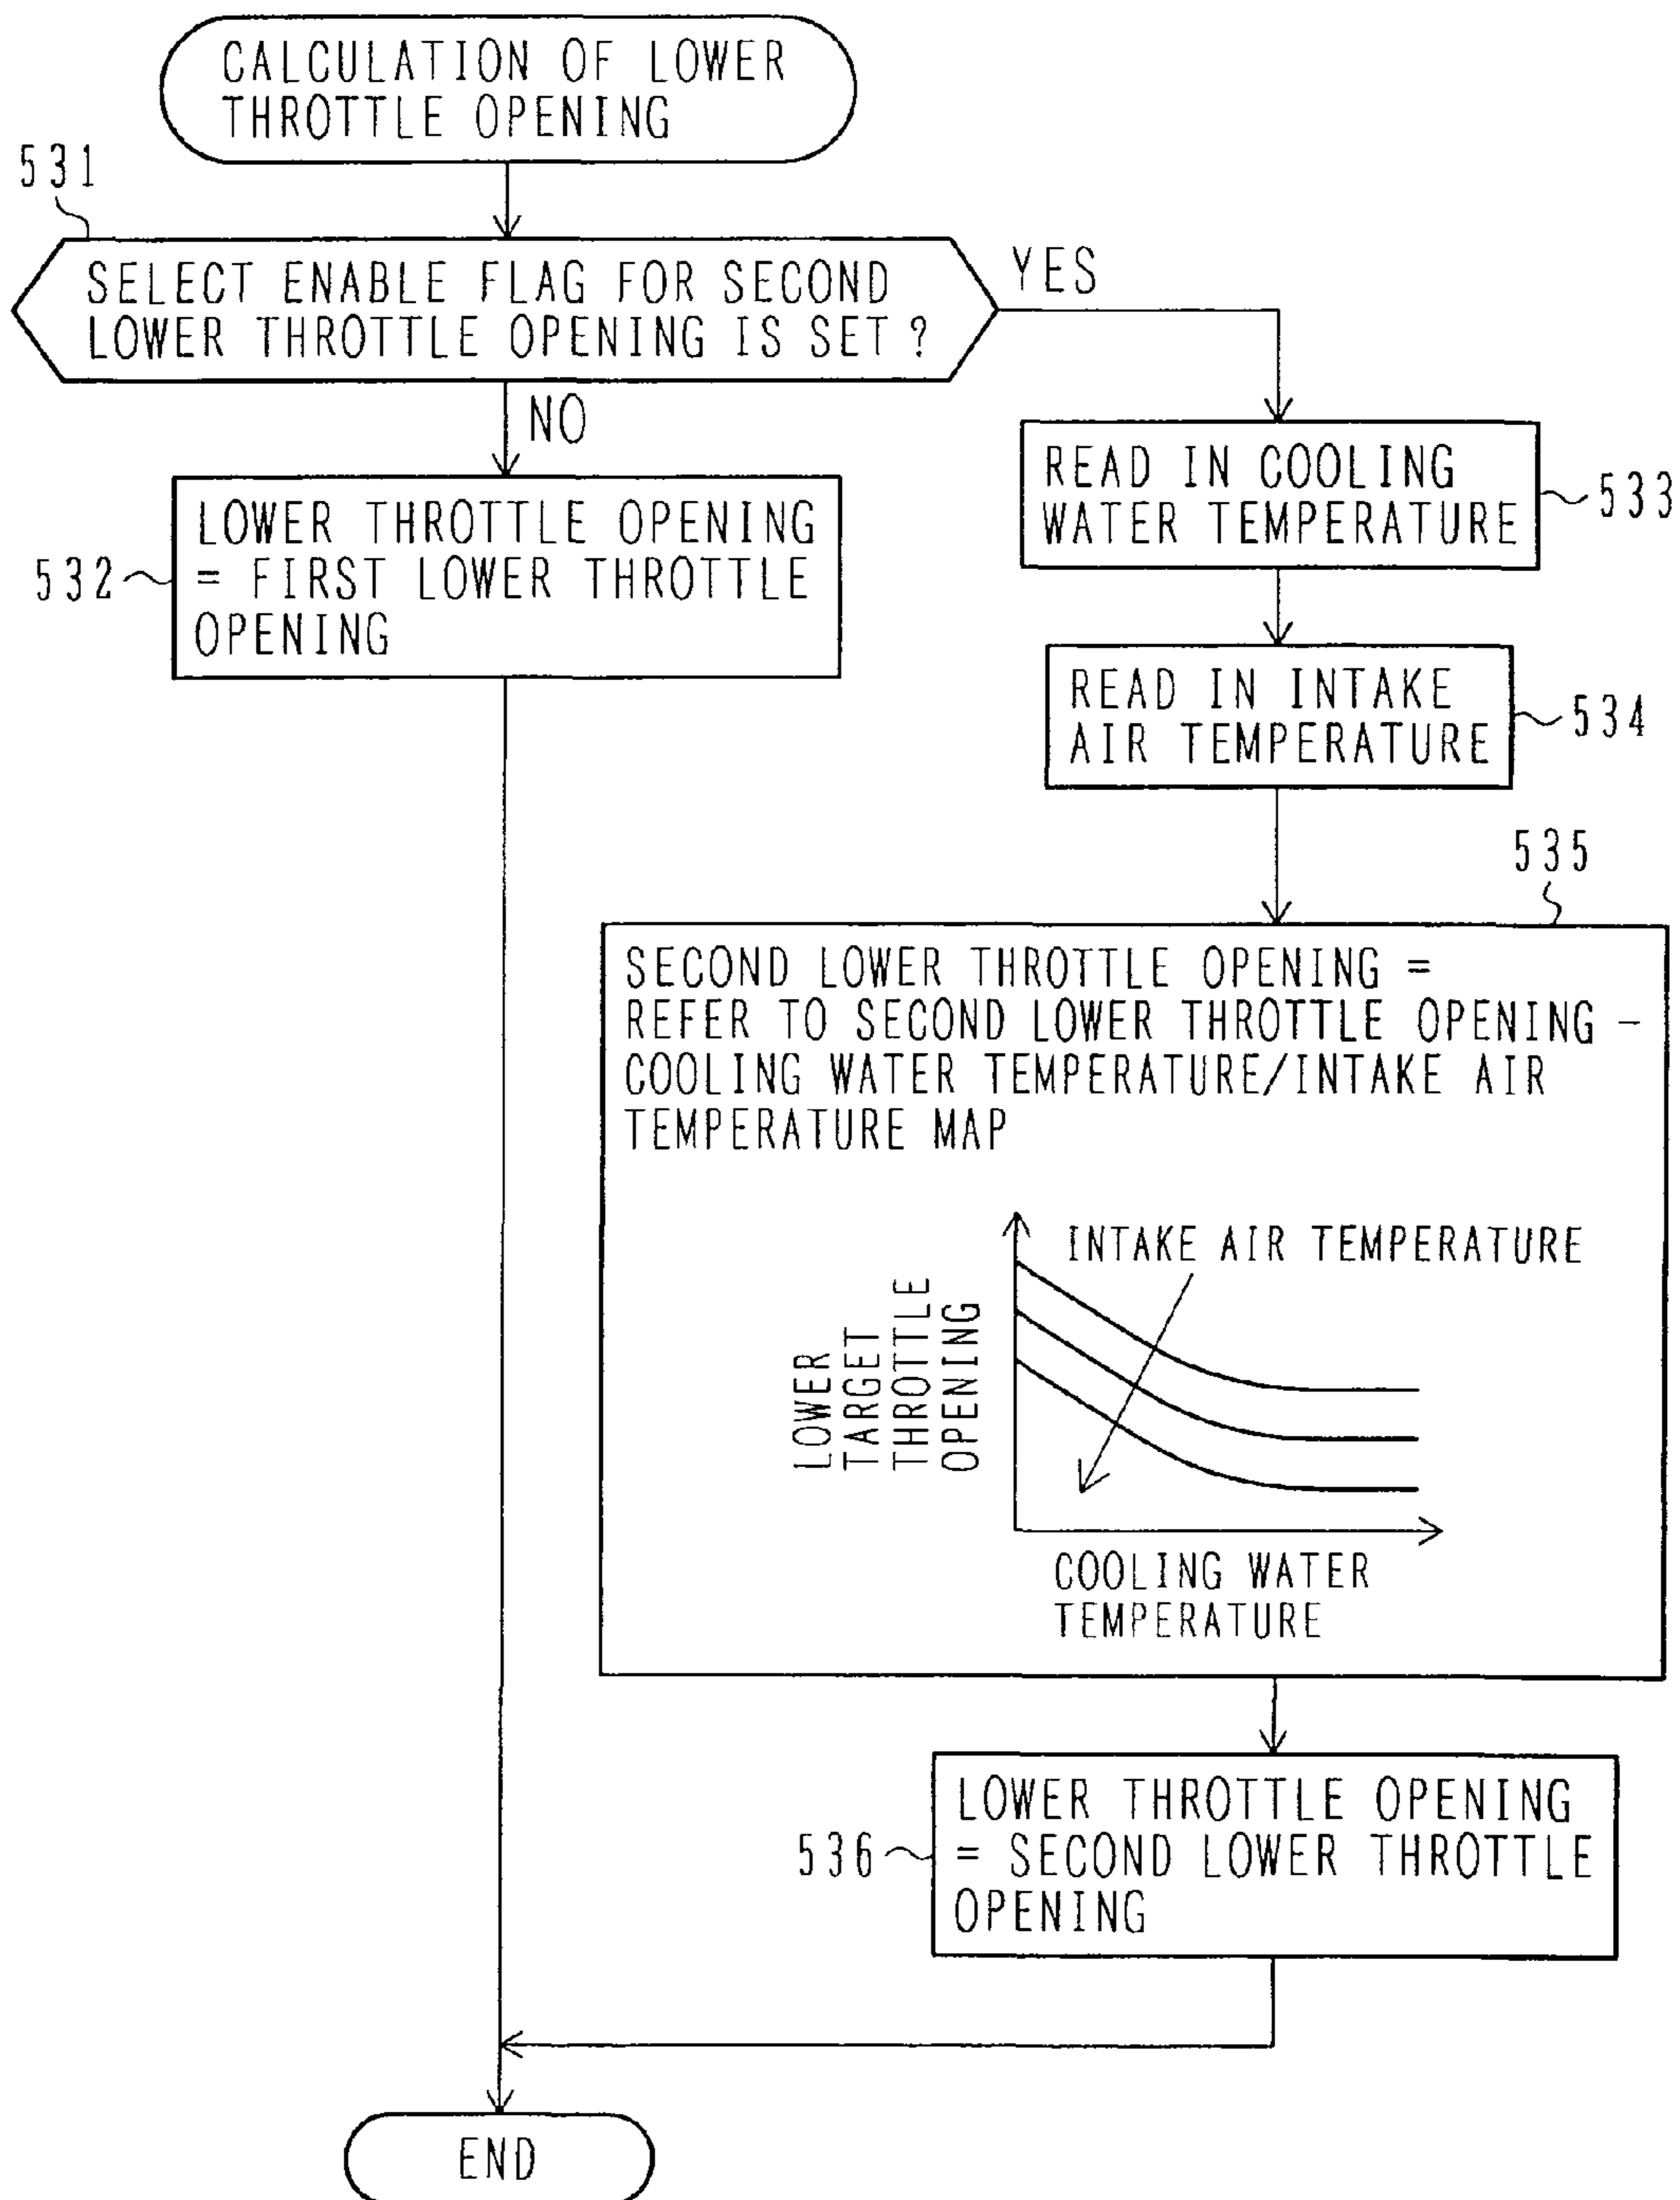 CALCULATION OF LOWER
THROTTLE OPENING
531
SELECT ENABLE FLAG FOR SECOND
LOWER THROTTLE OPENING IS SET ?
YES
NO
532
LOWER THROTTLE OPENING
= FIRST LOWER THROTTLE
OPENING
READ IN COOLING
WATER TEMPERATURE
533
READ IN INTAKE
AIR TEMPERATURE
534
535
SECOND LOWER THROTTLE OPENING =
REFER TO SECOND LOWER THROTTLE OPENING –
COOLING WATER TEMPERATURE/INTAKE AIR
TEMPERATURE MAP
INTAKE AIR TEMPERATURE
LOWER
TARGET
THROTTLE
OPENING
COOLING WATER
TEMPERATURE
536
LOWER THROTTLE OPENING
= SECOND LOWER THROTTLE
OPENING
END